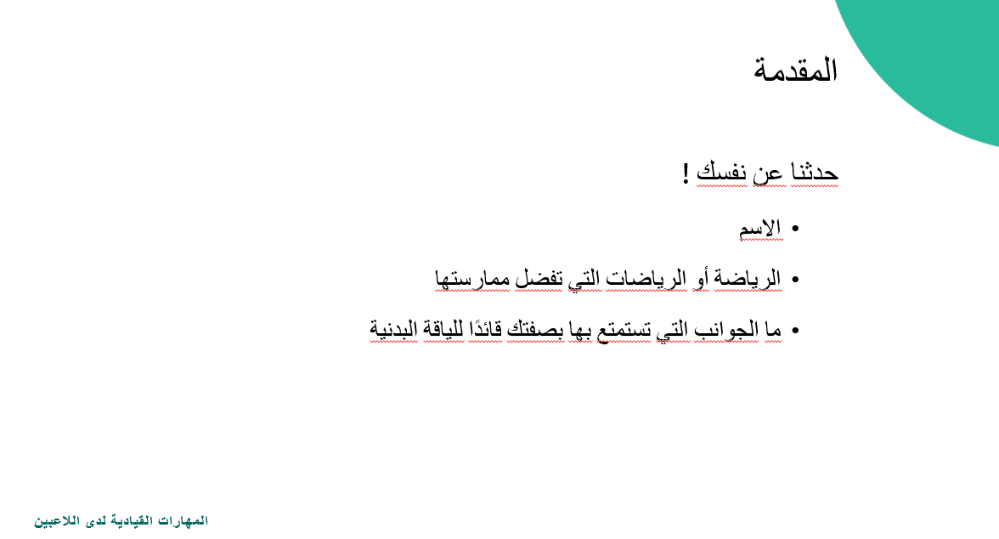 المقدمة
حدثنا عن نفسك !
• الاسم
• الرياضة أو الرياضات التي تفضل ممارستها
• ما الجوانب التي تستمتع بها بصفتك قائدًا للياقة البدنية
المهارات القيادية لدى اللاعبين